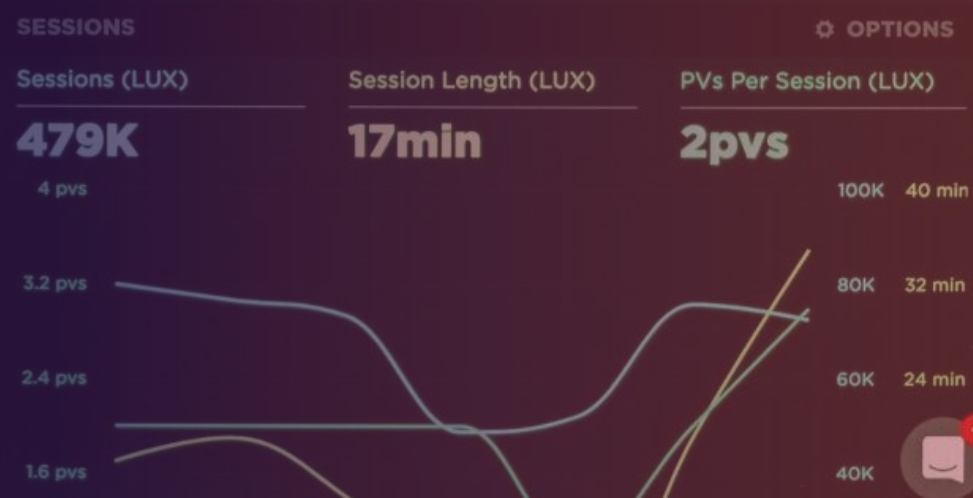 SESSIONS
OPTIONS
Sessions (LUX)
Session Length (LUX)
PVs Per Session (LUX)
479K
17min
2pvs
4 pvs
100K
40 min
3.2 pvs
80K
32 min
2.4 pvs
60K
24 min
1.6 pvs
40K